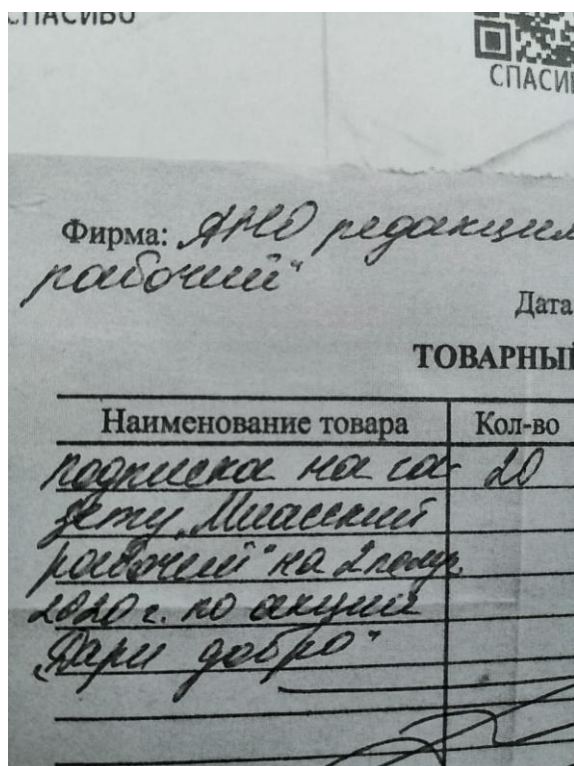 СПАСИБО
СПАСИ
Фирма: АНО редакция
рабочий"
Дата
ТОВАРНЫЙ
Наименование товара Кол-во
подписка на га- 20
зету „Миасский
рабочий" на 2 полуг.
2020 г. по акции
„Дари добро"